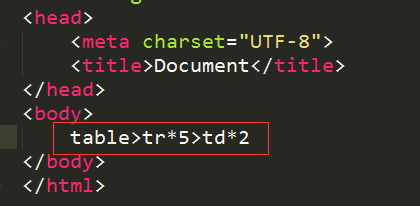 <head>
<meta charset="UTF-8">
<title>Document</title>
</head>
<body>
table>tr*5>td*2
</body>
</html>